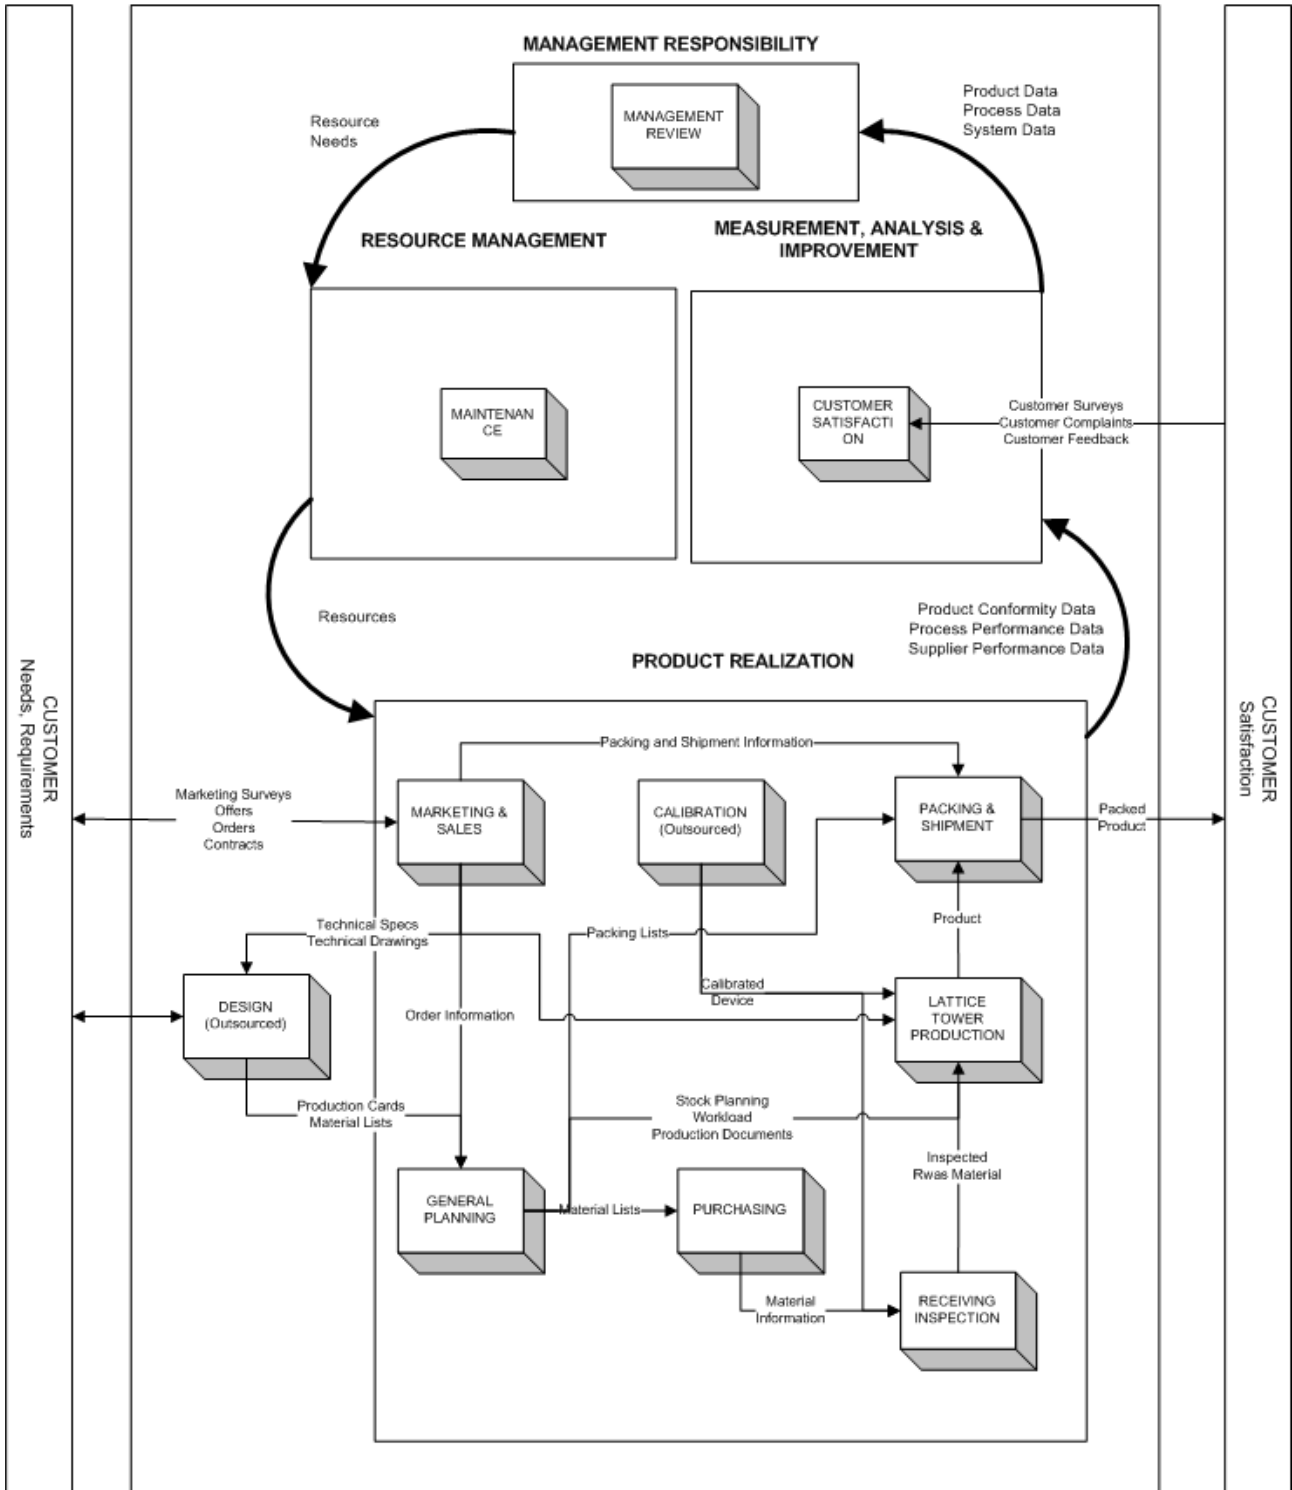 MANAGEMENT RESPONSIBILITY
MANAGEMENT
REVIEW
Resource
Needs
Product Data
Process Data
System Data
RESOURCE MANAGEMENT
MEASUREMENT, ANALYSIS &
IMPROVEMENT
MAINTENAN
CE
CUSTOMER
SATISFACTI
ON
Customer Surveys
Customer Complaints
Customer Feedback
Resources
Product Conformity Data
Process Performance Data
Supplier Performance Data
PRODUCT REALIZATION
CUSTOMER
Needs, Requirements
CUSTOMER
Satisfaction
Packing and Shipment Information
Marketing Surveys
Offers
Orders
Contracts
MARKETING &
SALES
CALIBRATION
(Outsourced)
PACKING &
SHIPMENT
Packed
Product
Technical Specs
Technical Drawings
Packing Lists
Product
DESIGN
(Outsourced)
Order Information
Calibrated
Device
LATTICE
TOWER
PRODUCTION
Production Cards
Material Lists
Stock Planning
Workload
Production Documents
Inspected
Rwas Material
GENERAL
PLANNING
Material Lists
PURCHASING
Material
Information
RECEIVING
INSPECTION